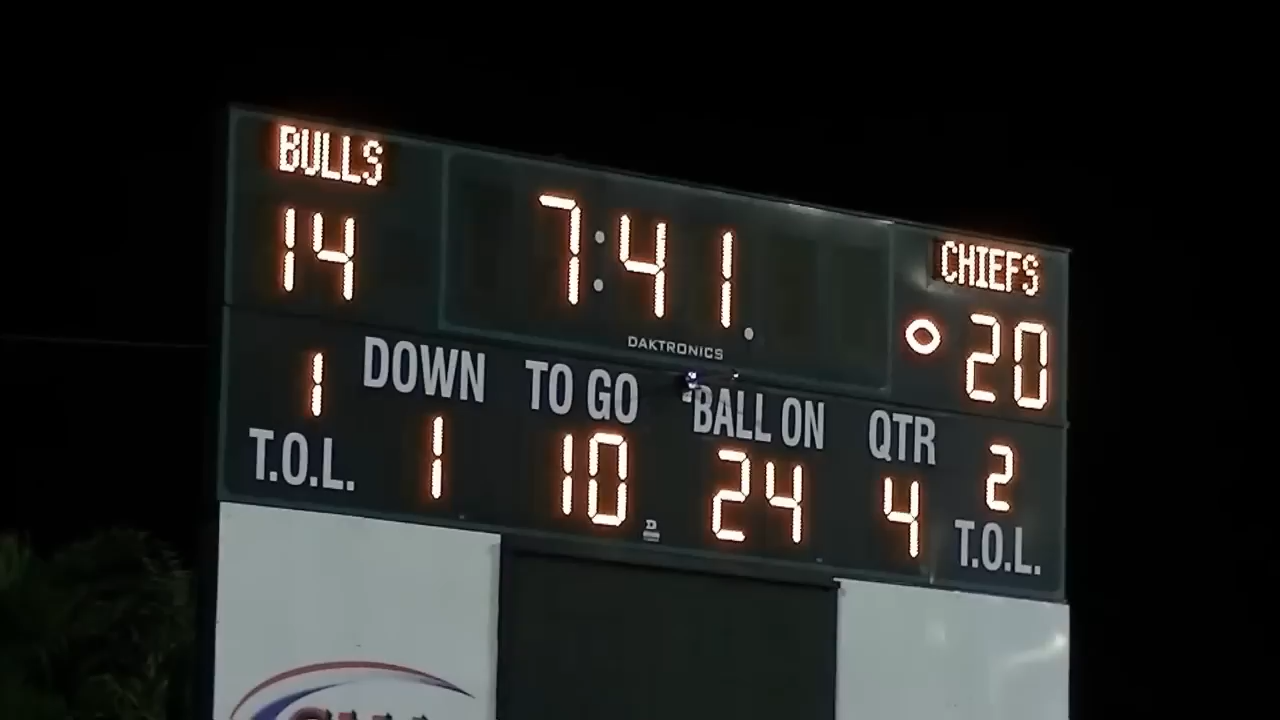 BULLS
14
7:41
CHIEFS
20
DAKTRONICS
1
T.O.L.
DOWN
1
TO GO
10
BALL ON
24
QTR
4
2
T.O.L.